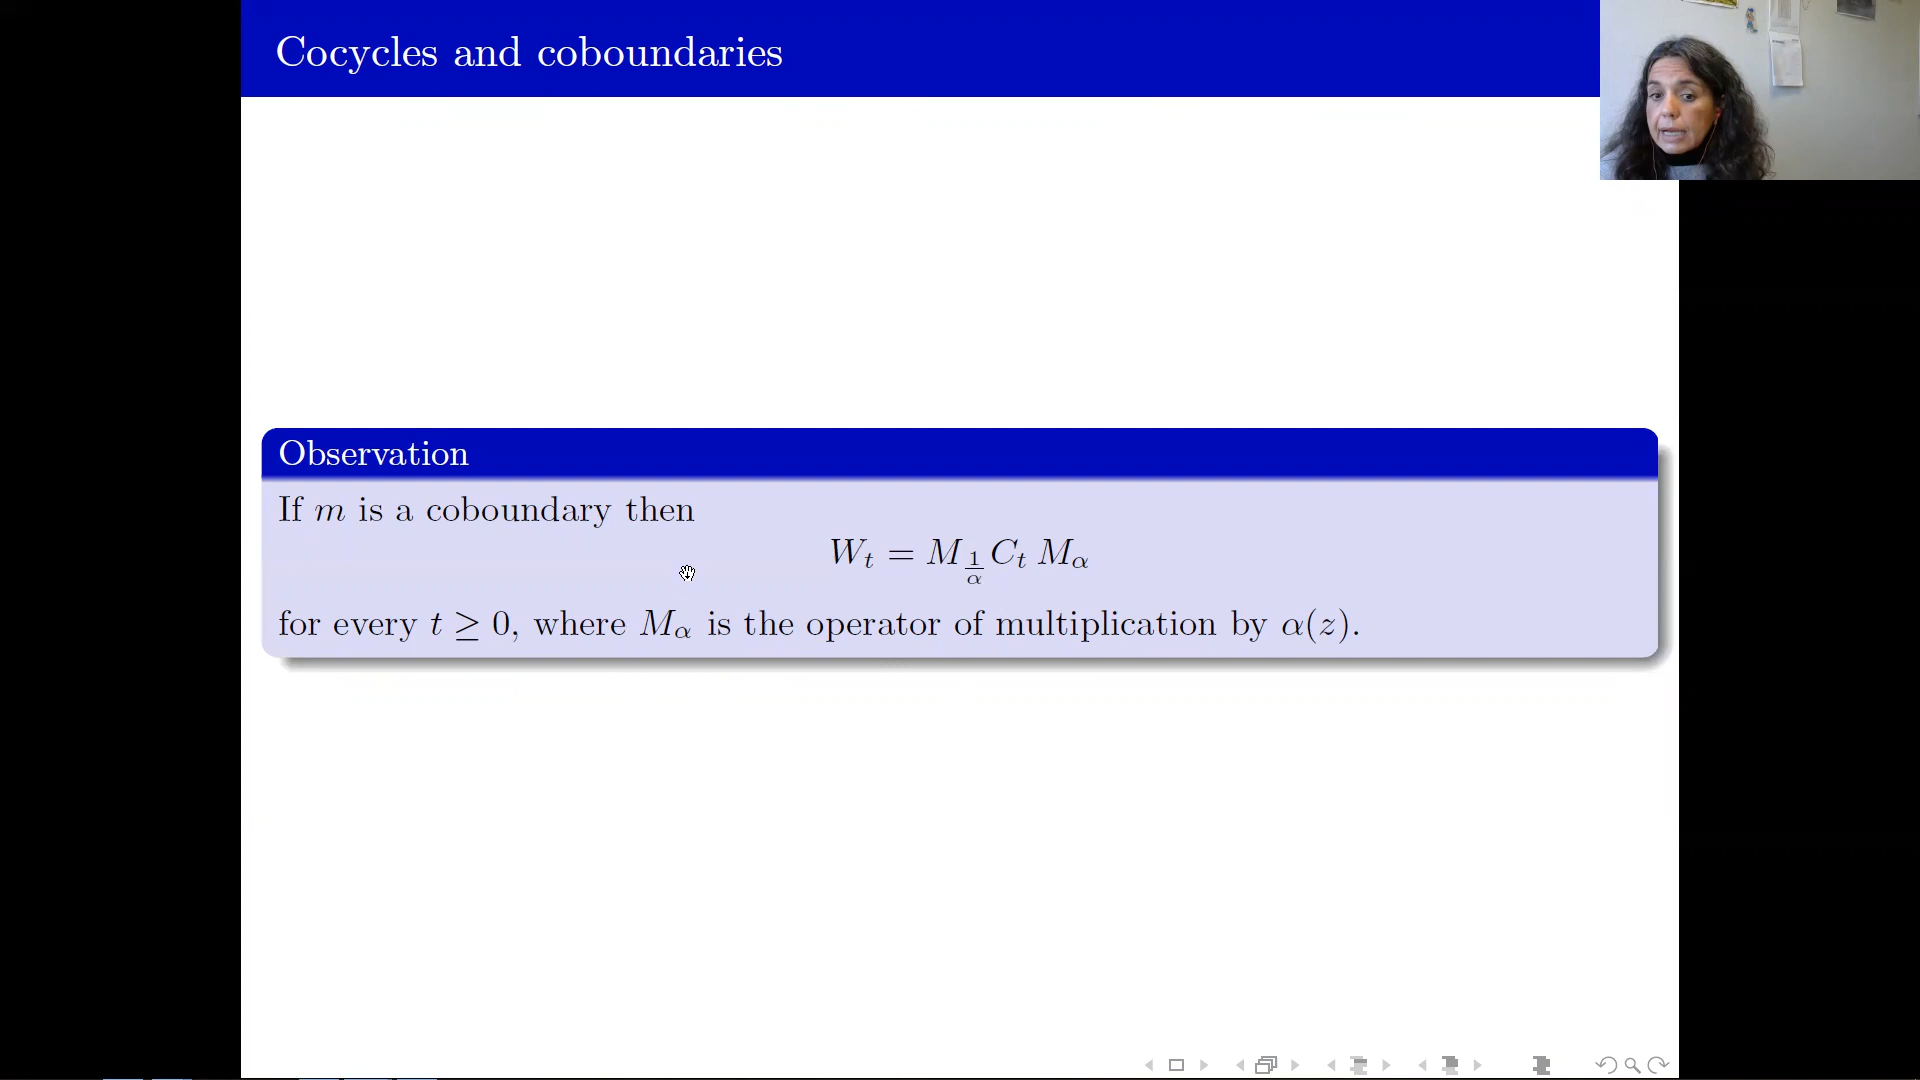 Cocycles and coboundaries
Observation
If m is a coboundary then
W_t = M_{\frac{1}{α}} C_t M_α
for every t ≥ 0, where M_α is the operator of multiplication by α(z).